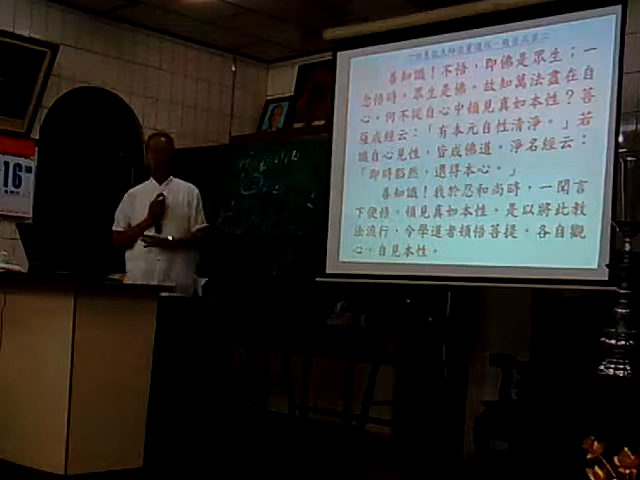 善知識！不悟，即佛是眾生；一
念悟時，眾生是佛。故知萬法盡在自
心，何不從自心中頓見真如本性？菩
薩戒經云：「有本元自性清淨。」若
識自心見性，皆成佛道。淨名經云：
「即時豁然，還得本心。」
善知識！我於忍和尚時，一聞言
下便悟，頓見真如本性。是以將此教
法流行，令學道者頓悟菩提。各自觀
心，自見本性。
16